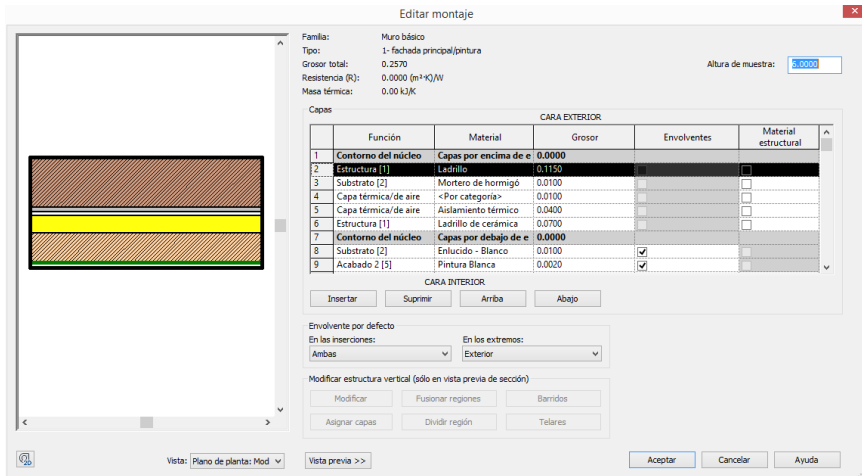 Editar montaje
Familia: Muro básico
Tipo: 1- fachada principal/pintura
Grosor total: 0.2570
Resistencia (R): 0.0000 (m²·K)/W
Masa térmica: 0.00 kJ/K
Altura de muestra: 6.0000
Capas
CARA EXTERIOR
Función Material Grosor Envolventes Material estructural
1 Contorno del núcleo Capas por encima de e 0.0000
2 Estructura [1] Ladrillo 0.1150
3 Substrato [2] Mortero de hormigó 0.0100
4 Capa térmica/de aire <Por categoría> 0.0100
5 Capa térmica/de aire Aislamiento térmico 0.0400
6 Estructura [1] Ladrillo de cerámica 0.0700
7 Contorno del núcleo Capas por debajo de e 0.0000
8 Substrato [2] Enlucido - Blanco 0.0100
9 Acabado 2 [5] Pintura Blanca 0.0020
CARA INTERIOR
Insertar Suprimir Arriba Abajo
Envolvente por defecto
En las inserciones: En los extremos:
Ambas Exterior
Modificar estructura vertical (sólo en vista previa de sección)
Modificar Fusionar regiones Barridos
Asignar capas Dividir región Telares
2D Vista: Plano de planta: Mod Vista previa >> Aceptar Cancelar Ayuda